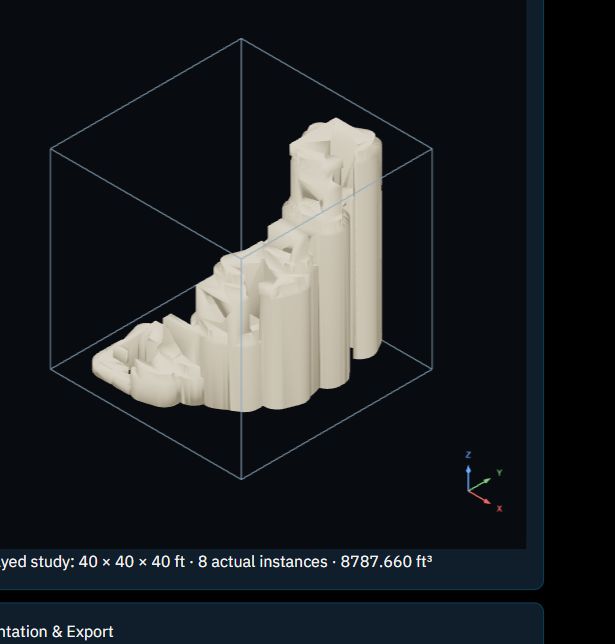 Z
Y
X
yed study: 40 × 40 × 40 ft · 8 actual instances · 8787.660 ft³
ntation & Export